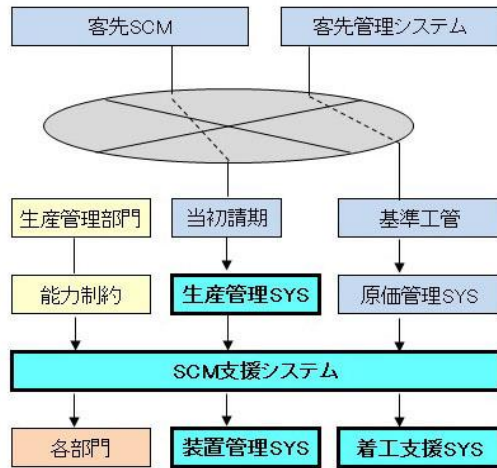 客先SCM
客先管理システム
生産管理部門
当初請期
基準工管
能力制約
生産管理SYS
原価管理SYS
SCM支援システム
各部門
装置管理SYS
着工支援SYS